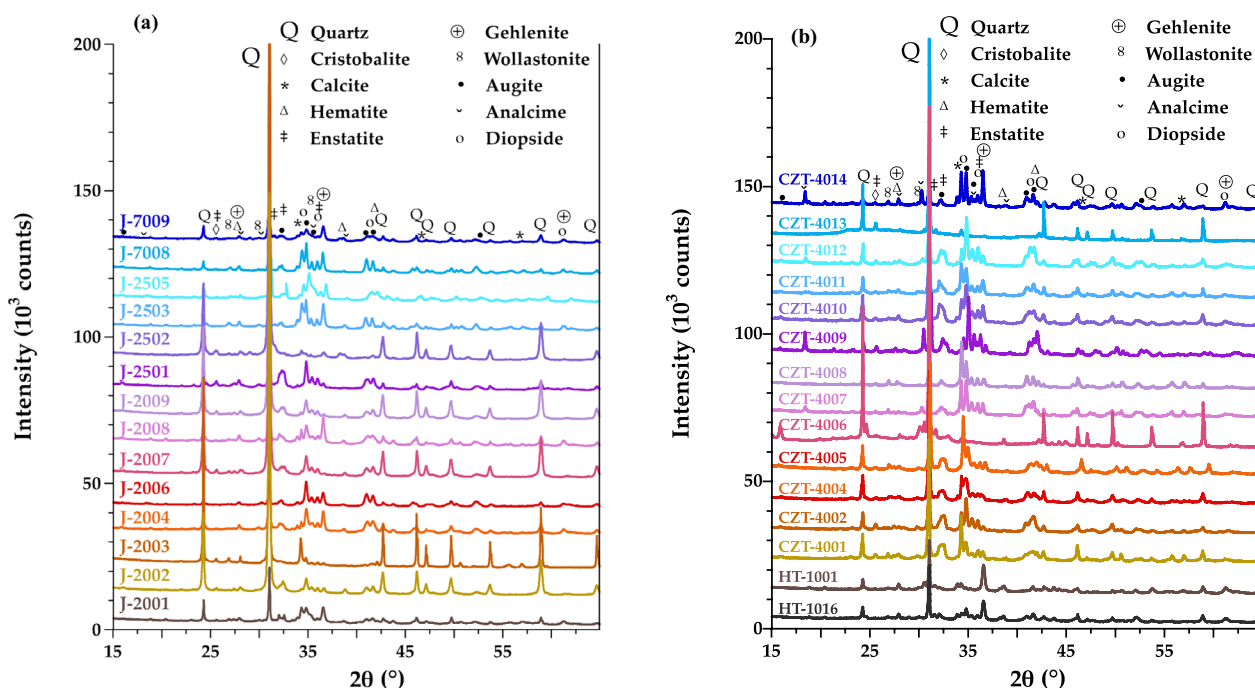 (a)
Q Quartz ⊕ Gehlenite
◊ Cristobalite 8 Wollastonite
* Calcite • Augite
Δ Hematite ˇ Analcime
‡ Enstatite o Diopside
Q
200
150
100
50
0
Intensity (10³ counts)
J-7009
J-7008
J-2505
J-2503
J-2502
J-2501
J-2009
J-2008
J-2007
J-2006
J-2004
J-2003
J-2002
J-2001
Q Q Q Q Q Q Q Q
15 25 35 45 55
2θ (°)
(b)
Q Quartz ⊕ Gehlenite
◊ Cristobalite 8 Wollastonite
* Calcite • Augite
Δ Hematite ˇ Analcime
‡ Enstatite o Diopside
Q
200
150
100
50
0
Intensity (10³ counts)
CZT-4014
CZT-4013
CZT-4012
CZT-4011
CZT-4010
CZT-4009
CZT-4008
CZT-4007
CZT-4006
CZT-4005
CZT-4004
CZT-4002
CZT-4001
HT-1001
HT-1016
Q Q Q Q Q Q
15 25 35 45 55
2θ (°)